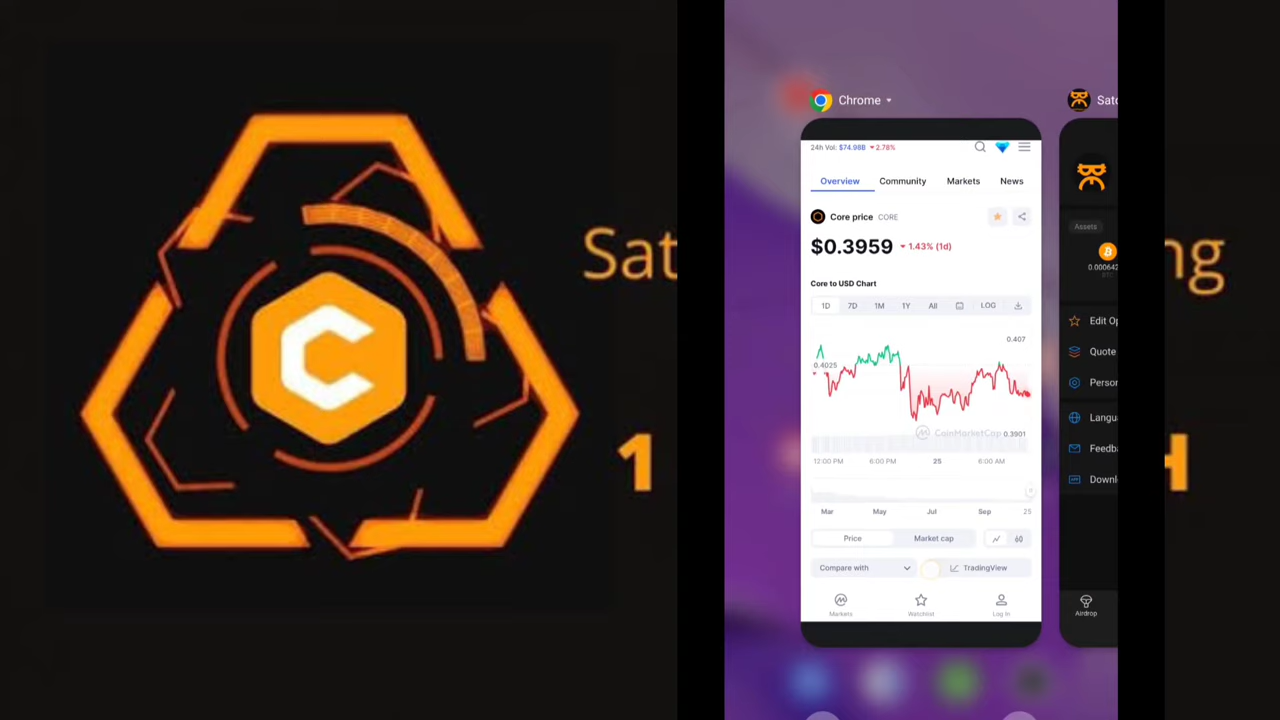 Sat
ng
1
Chrome
Sato
24h Vol: $74.98B 2.78%
Overview Community Markets News
Core price CORE
$0.3959 1.43% (1d)
Core to USD Chart
1D 7D 1M 1Y All LOG
0.407
0.4025
CoinMarketCap 0.3901
12:00 PM 6:00 PM 25 6:00 AM
Mar May Jul Sep 25
Price Market cap
Compare with TradingView
Markets Watchlist Log In
Assets
0.000642
BTC
Edit Op
Quote
Person
Langu
Feedba
Downl
Airdrop